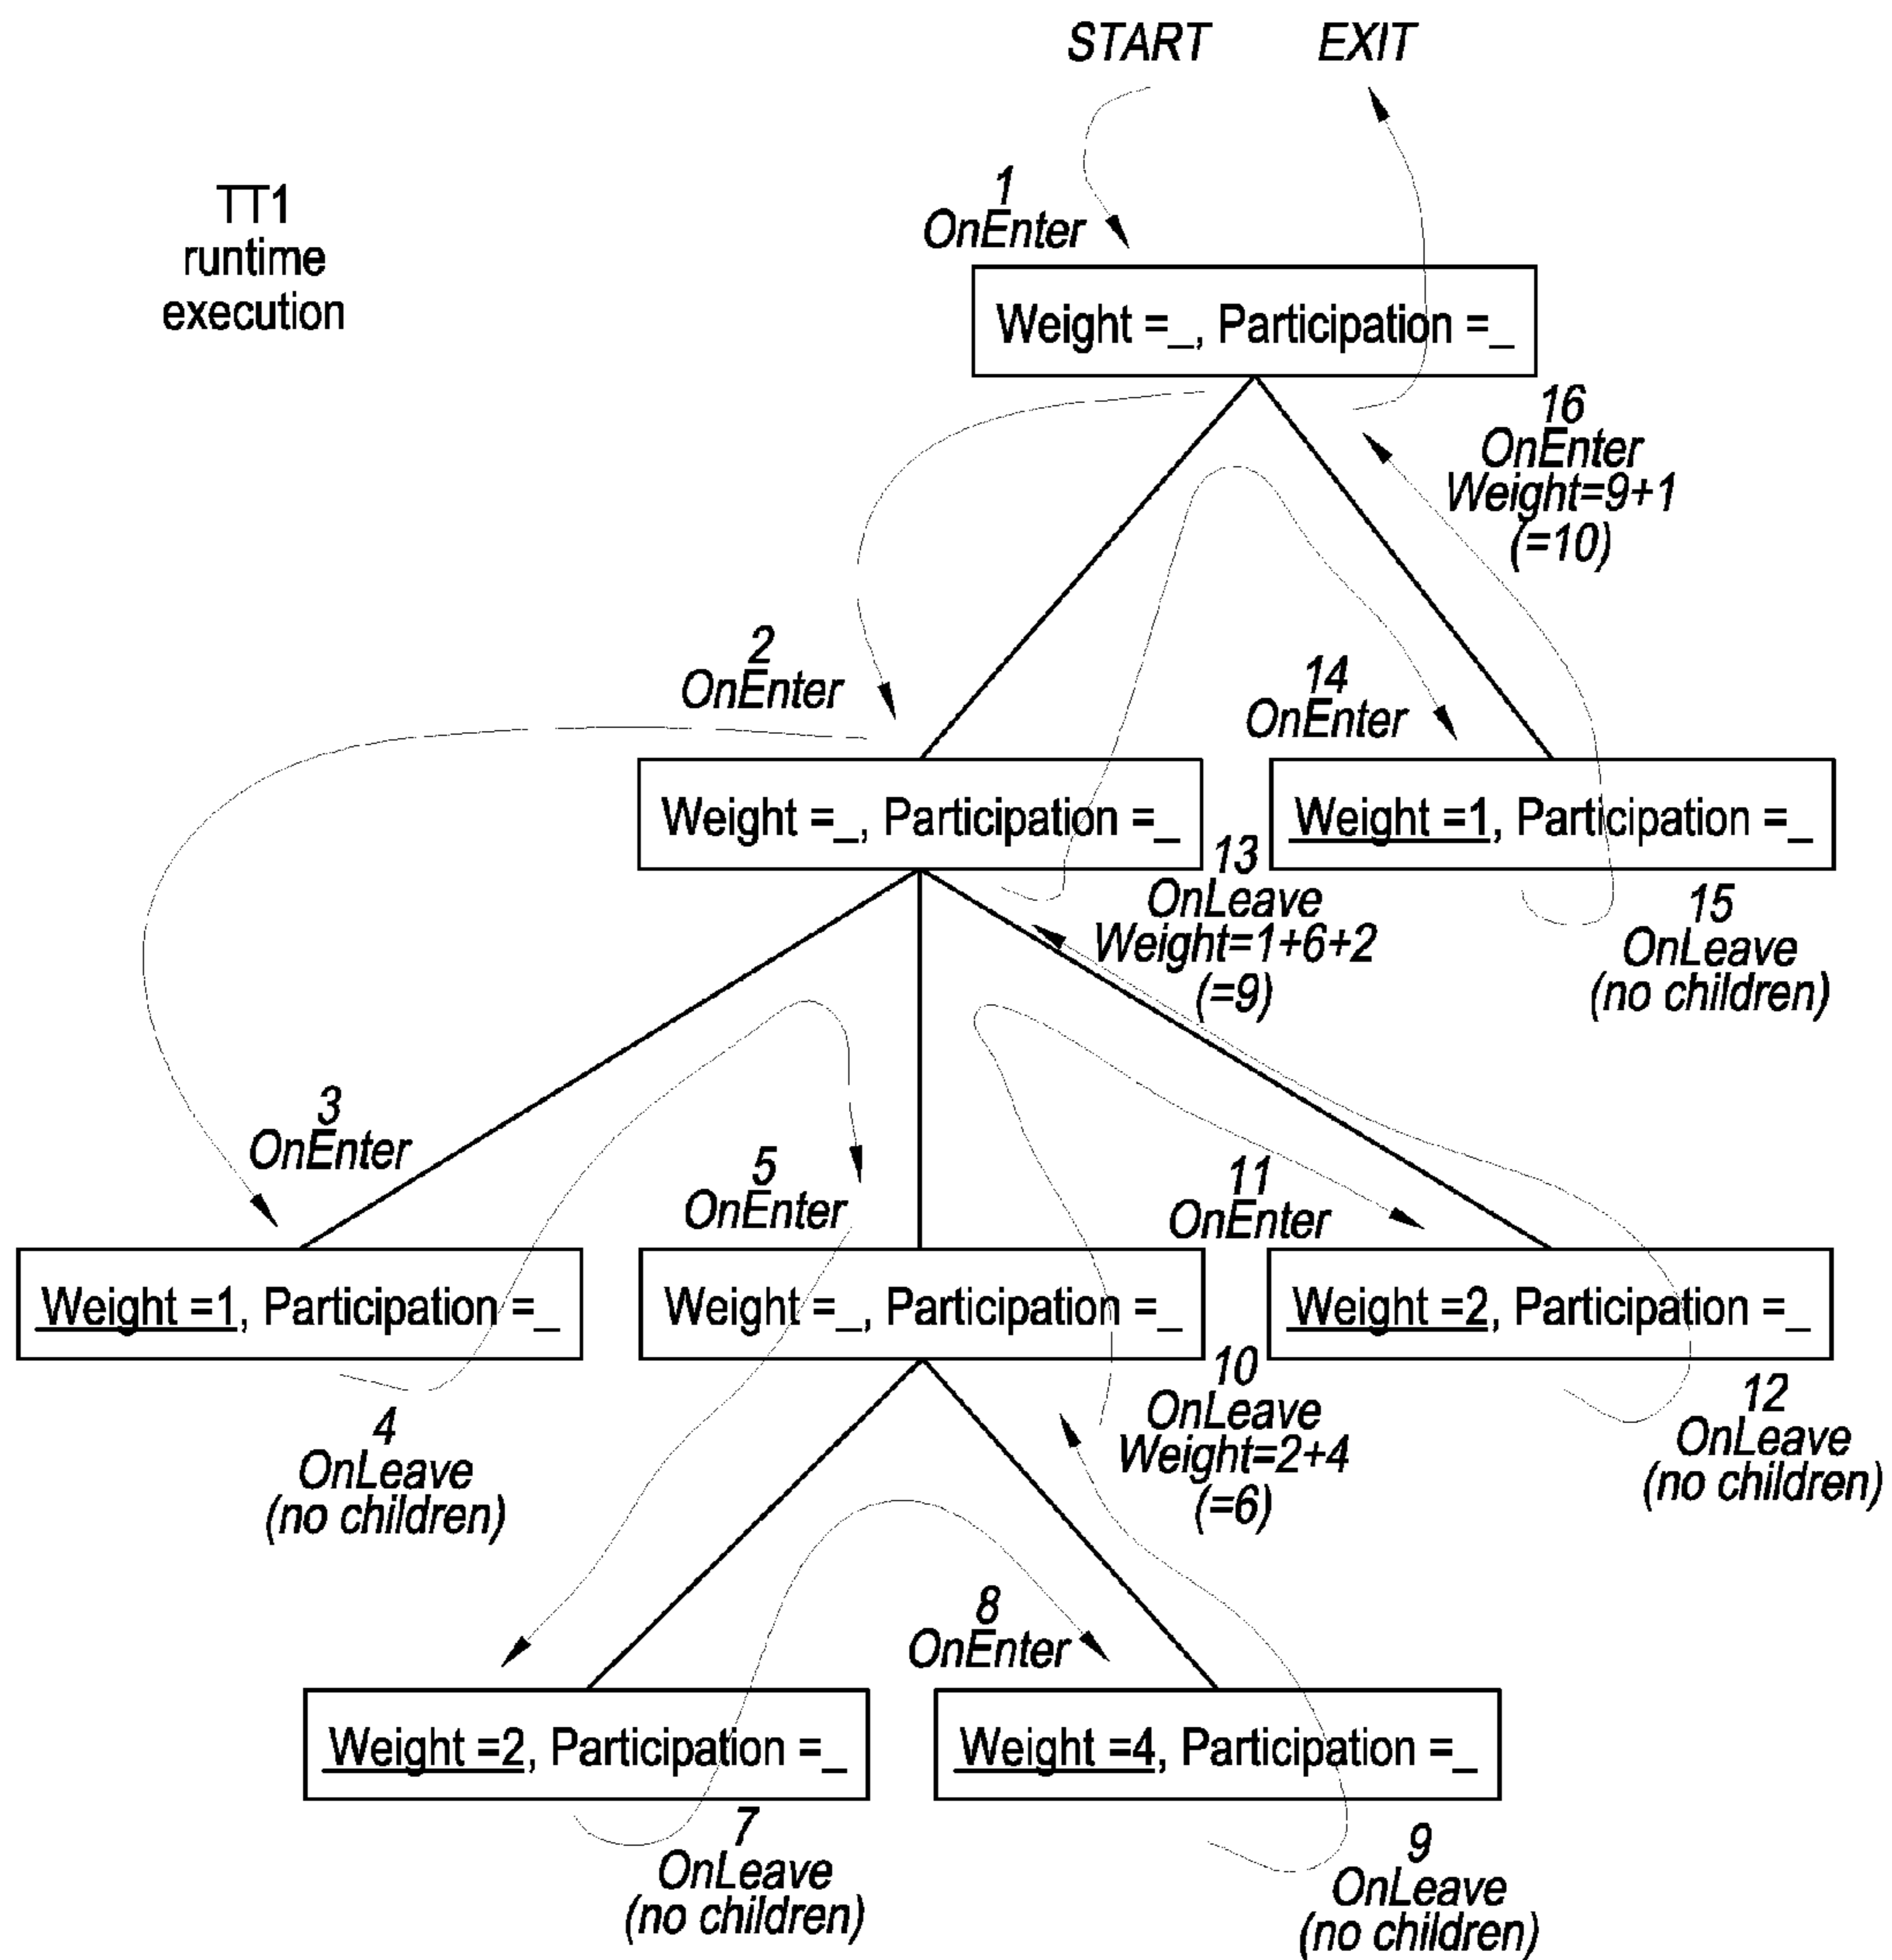 START EXIT
TT1
runtime
execution
1
OnEnter
Weight =_, Participation =_
16
OnEnter
Weight=9+1
(=10)
2
OnEnter
14
OnEnter
Weight =_, Participation =_
Weight =1, Participation =_
13
OnLeave
Weight=1+6+2
(=9)
15
OnLeave
(no children)
3
OnEnter
5
OnEnter
11
OnEnter
Weight =1, Participation =_
Weight =_, Participation =_
Weight =2, Participation =_
4
OnLeave
(no children)
10
OnLeave
Weight=2+4
(=6)
12
OnLeave
(no children)
8
OnEnter
Weight =2, Participation =_
Weight =4, Participation =_
7
OnLeave
(no children)
9
OnLeave
(no children)